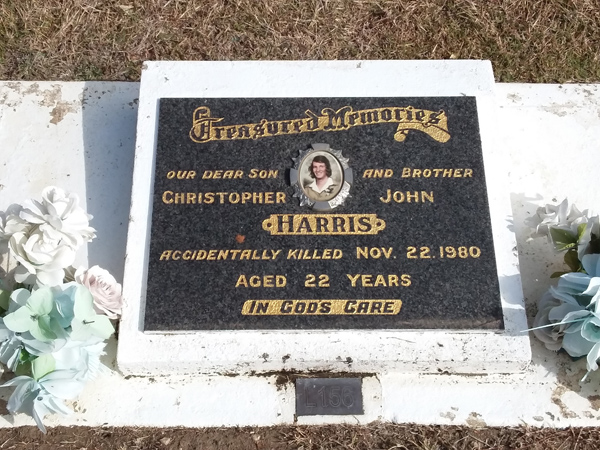 Treasured Memories
OUR DEAR SON AND BROTHER
CHRISTOPHER JOHN
HARRIS
ACCIDENTALLY KILLED NOV. 22. 1980
AGED 22 YEARS
IN GOD'S CARE